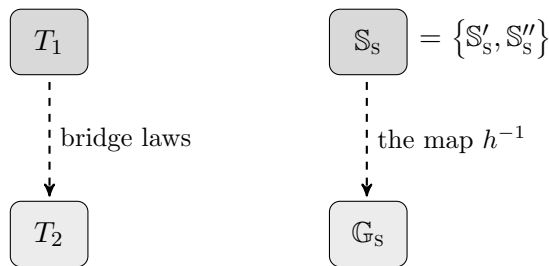 T₁ 𝕊ₛ = {𝕊′ₛ, 𝕊″ₛ}
bridge laws the map h⁻¹
T₂ 𝔾ₛ